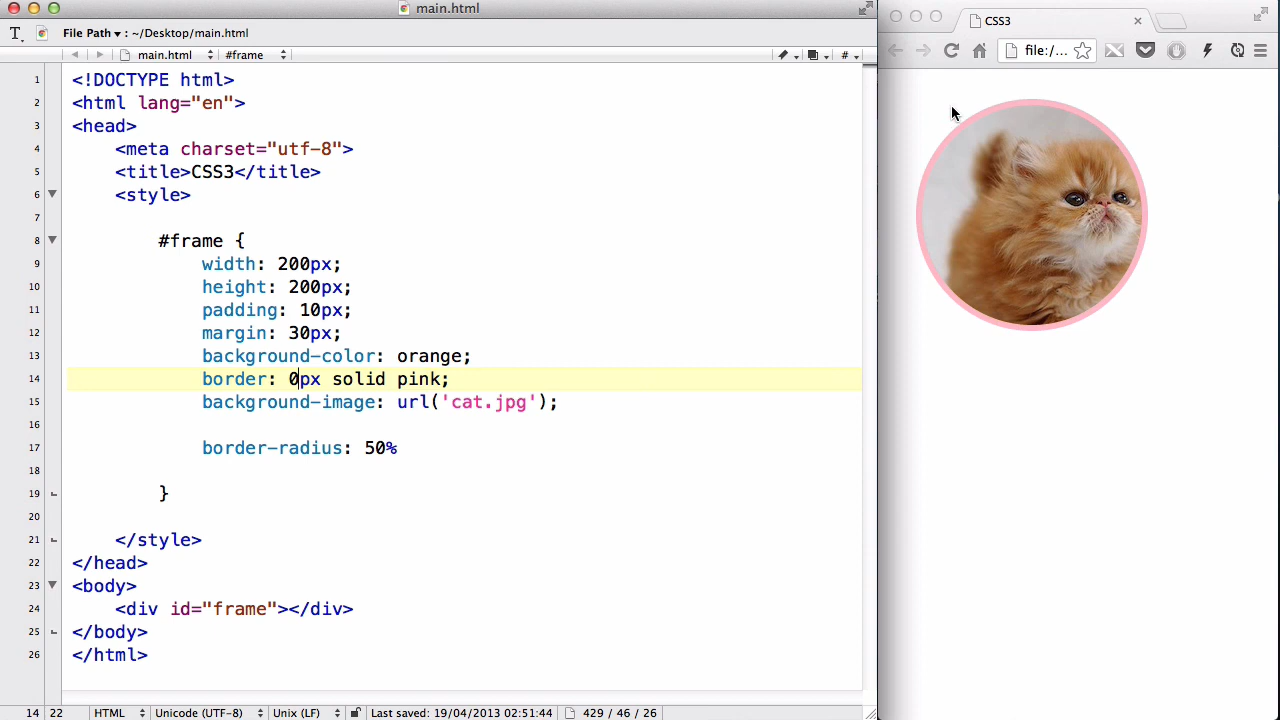 main.html
CSS3
File Path ▾ : ~/Desktop/main.html
file:/...
main.html #frame #
1 <!DOCTYPE html>
2 <html lang="en">
3 <head>
4 <meta charset="utf-8">
5 <title>CSS3</title>
6 <style>
7
8 #frame {
9 width: 200px;
10 height: 200px;
11 padding: 10px;
12 margin: 30px;
13 background-color: orange;
14 border: 0px solid pink;
15 background-image: url('cat.jpg');
16
17 border-radius: 50%
18
19 }
20
21 </style>
22 </head>
23 <body>
24 <div id="frame"></div>
25 </body>
26 </html>
14 22 HTML Unicode (UTF-8) Unix (LF) Last saved: 19/04/2013 02:51:44 429 / 46 / 26